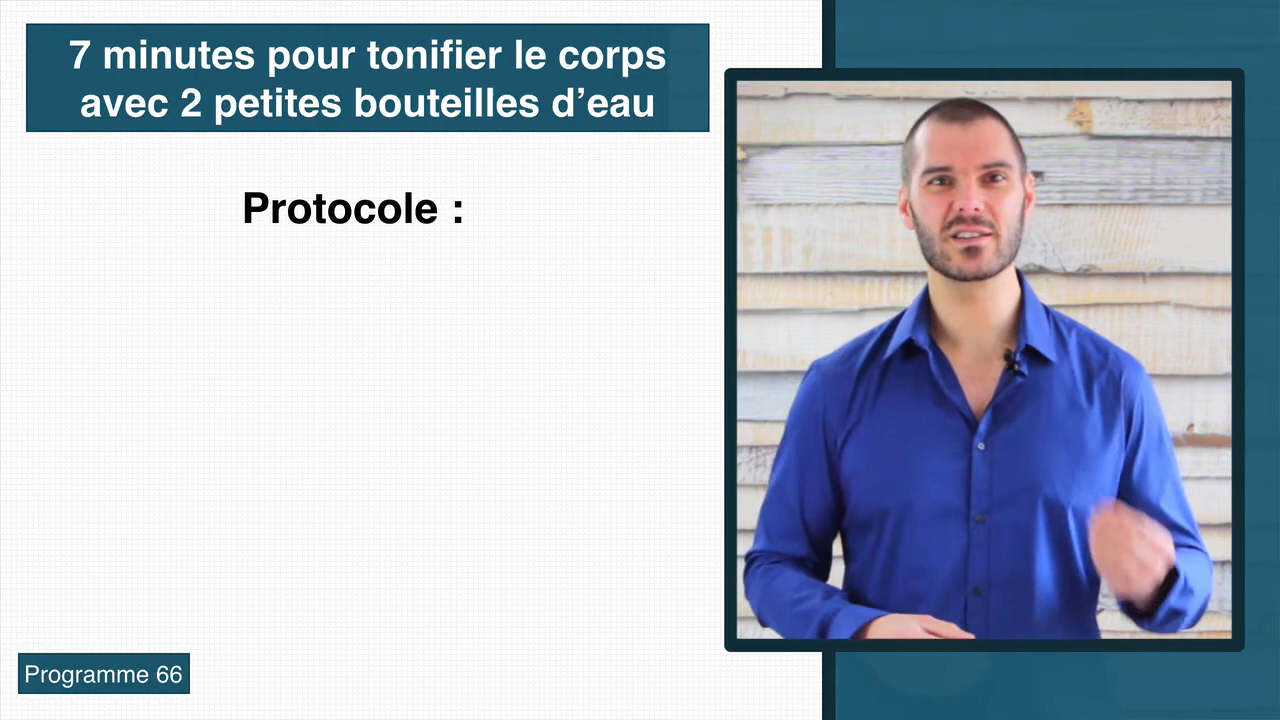 7 minutes pour tonifier le corps
avec 2 petites bouteilles d’eau
Protocole :
Programme 66